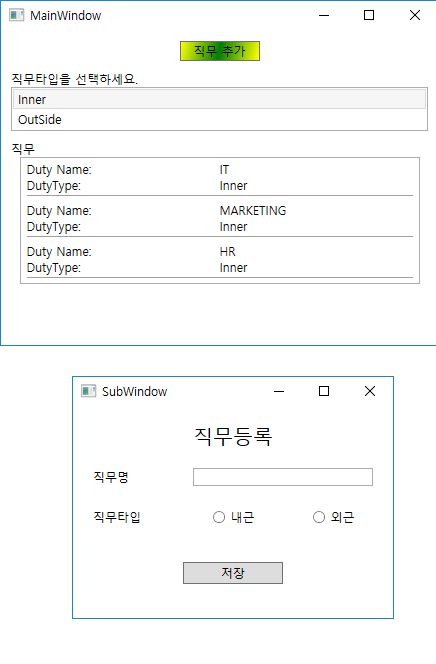 MainWindow
직무 추가
직무타입을 선택하세요.
Inner
OutSide
직무
Duty Name: IT
DutyType: Inner
Duty Name: MARKETING
DutyType: Inner
Duty Name: HR
DutyType: Inner
SubWindow
직무등록
직무명
직무타입 내근 외근
저장